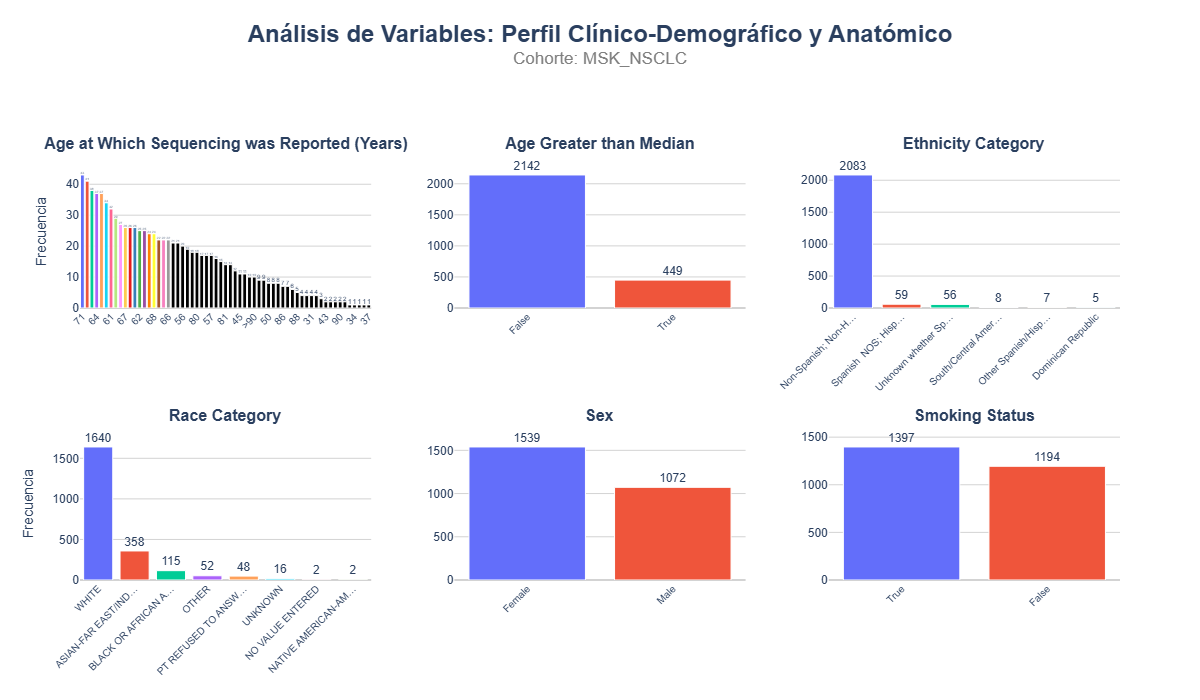 Análisis de Variables: Perfil Clínico-Demográfico y Anatómico
Cohorte: MSK_NSCLC
Age at Which Sequencing was Reported (Years)
Frecuencia
40
30
20
10
0
71
64
61
67
62
68
66
56
80
57
81
45
>90
50
86
88
31
43
90
34
37
Age Greater than Median
2142
449
2000
1500
1000
500
0
False
True
Ethnicity Category
2083
59
56
8
7
5
2000
1500
1000
500
0
Non-Spanish; Non-H…
Spanish NOS; Hisp…
Unknown whether Sp…
South/Central Amer…
Other Spanish/Hisp…
Dominican Republic
Race Category
Frecuencia
1640
358
115
52
48
16
2
2
1500
1000
500
0
WHITE
ASIAN-FAR EAST/IND…
BLACK OR AFRICAN A…
OTHER
PT REFUSED TO ANSW…
UNKNOWN
NO VALUE ENTERED
NATIVE AMERICAN-AM…
Sex
1539
1072
1500
1000
500
0
Female
Male
Smoking Status
1397
1194
1500
1000
500
0
True
False